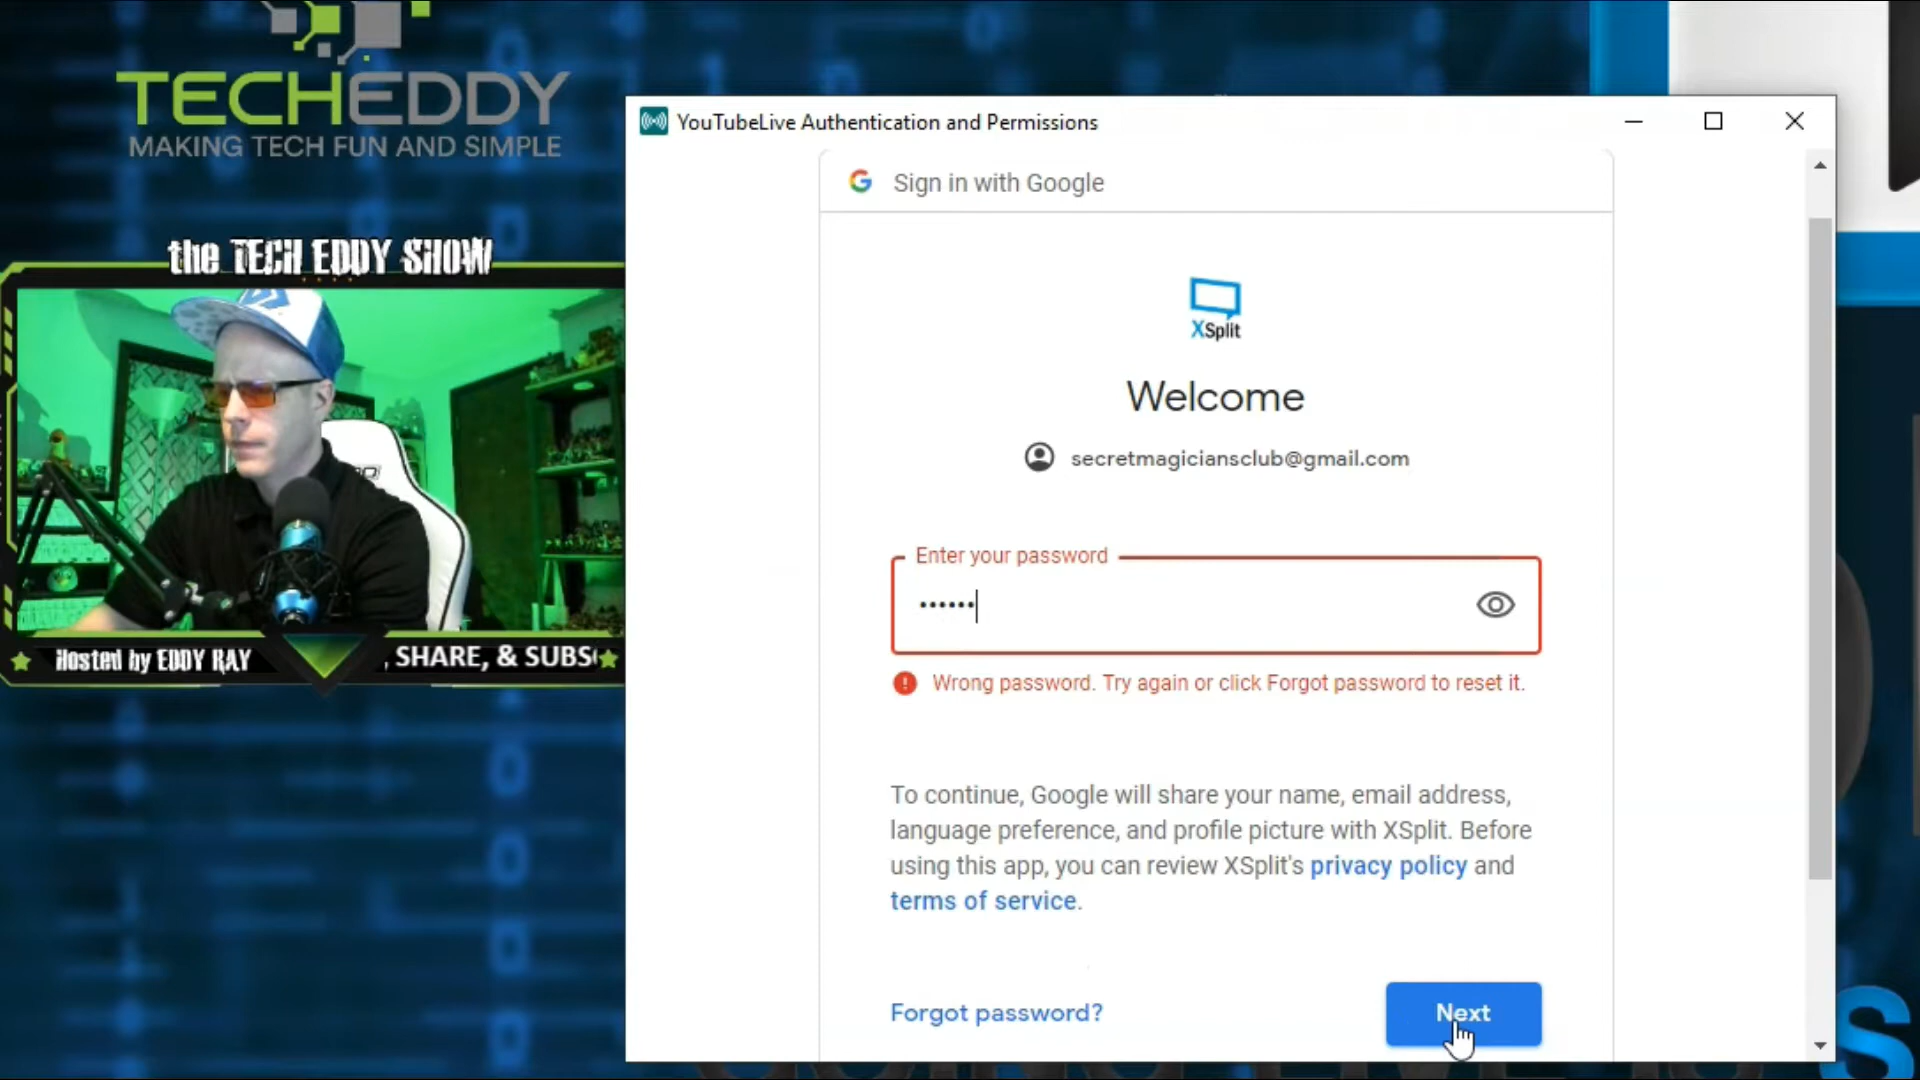 TECHEDDY
MAKING TECH FUN AND SIMPLE
the TECH EDDY SHOW
Hosted by EDDY RAY
, SHARE, & SUBS
YouTubeLive Authentication and Permissions
Sign in with Google
XSplit
Welcome
secretmagiciansclub@gmail.com
Enter your password
••••••
Wrong password. Try again or click Forgot password to reset it.
To continue, Google will share your name, email address,
language preference, and profile picture with XSplit. Before
using this app, you can review XSplit's privacy policy and
terms of service.
Forgot password?
Next